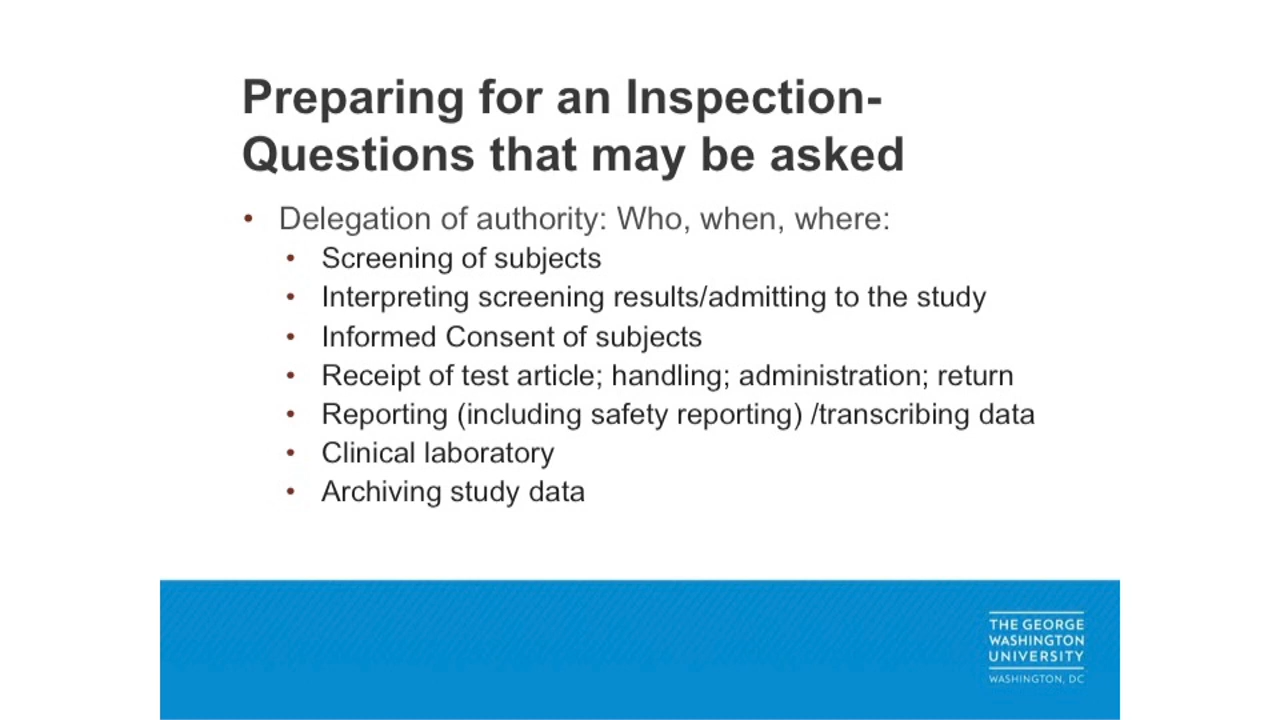 Preparing for an Inspection-
Questions that may be asked
• Delegation of authority: Who, when, where:
• Screening of subjects
• Interpreting screening results/admitting to the study
• Informed Consent of subjects
• Receipt of test article; handling; administration; return
• Reporting (including safety reporting) /transcribing data
• Clinical laboratory
• Archiving study data
THE GEORGE
WASHINGTON
UNIVERSITY
WASHINGTON, DC